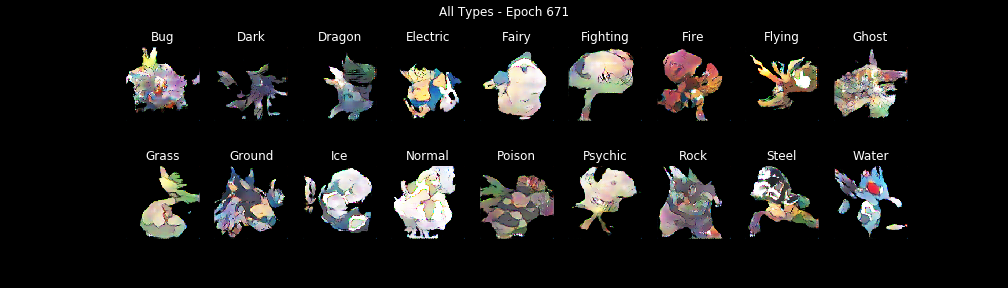 All Types - Epoch 671
Bug Dark Dragon Electric Fairy Fighting Fire Flying Ghost
Grass Ground Ice Normal Poison Psychic Rock Steel Water